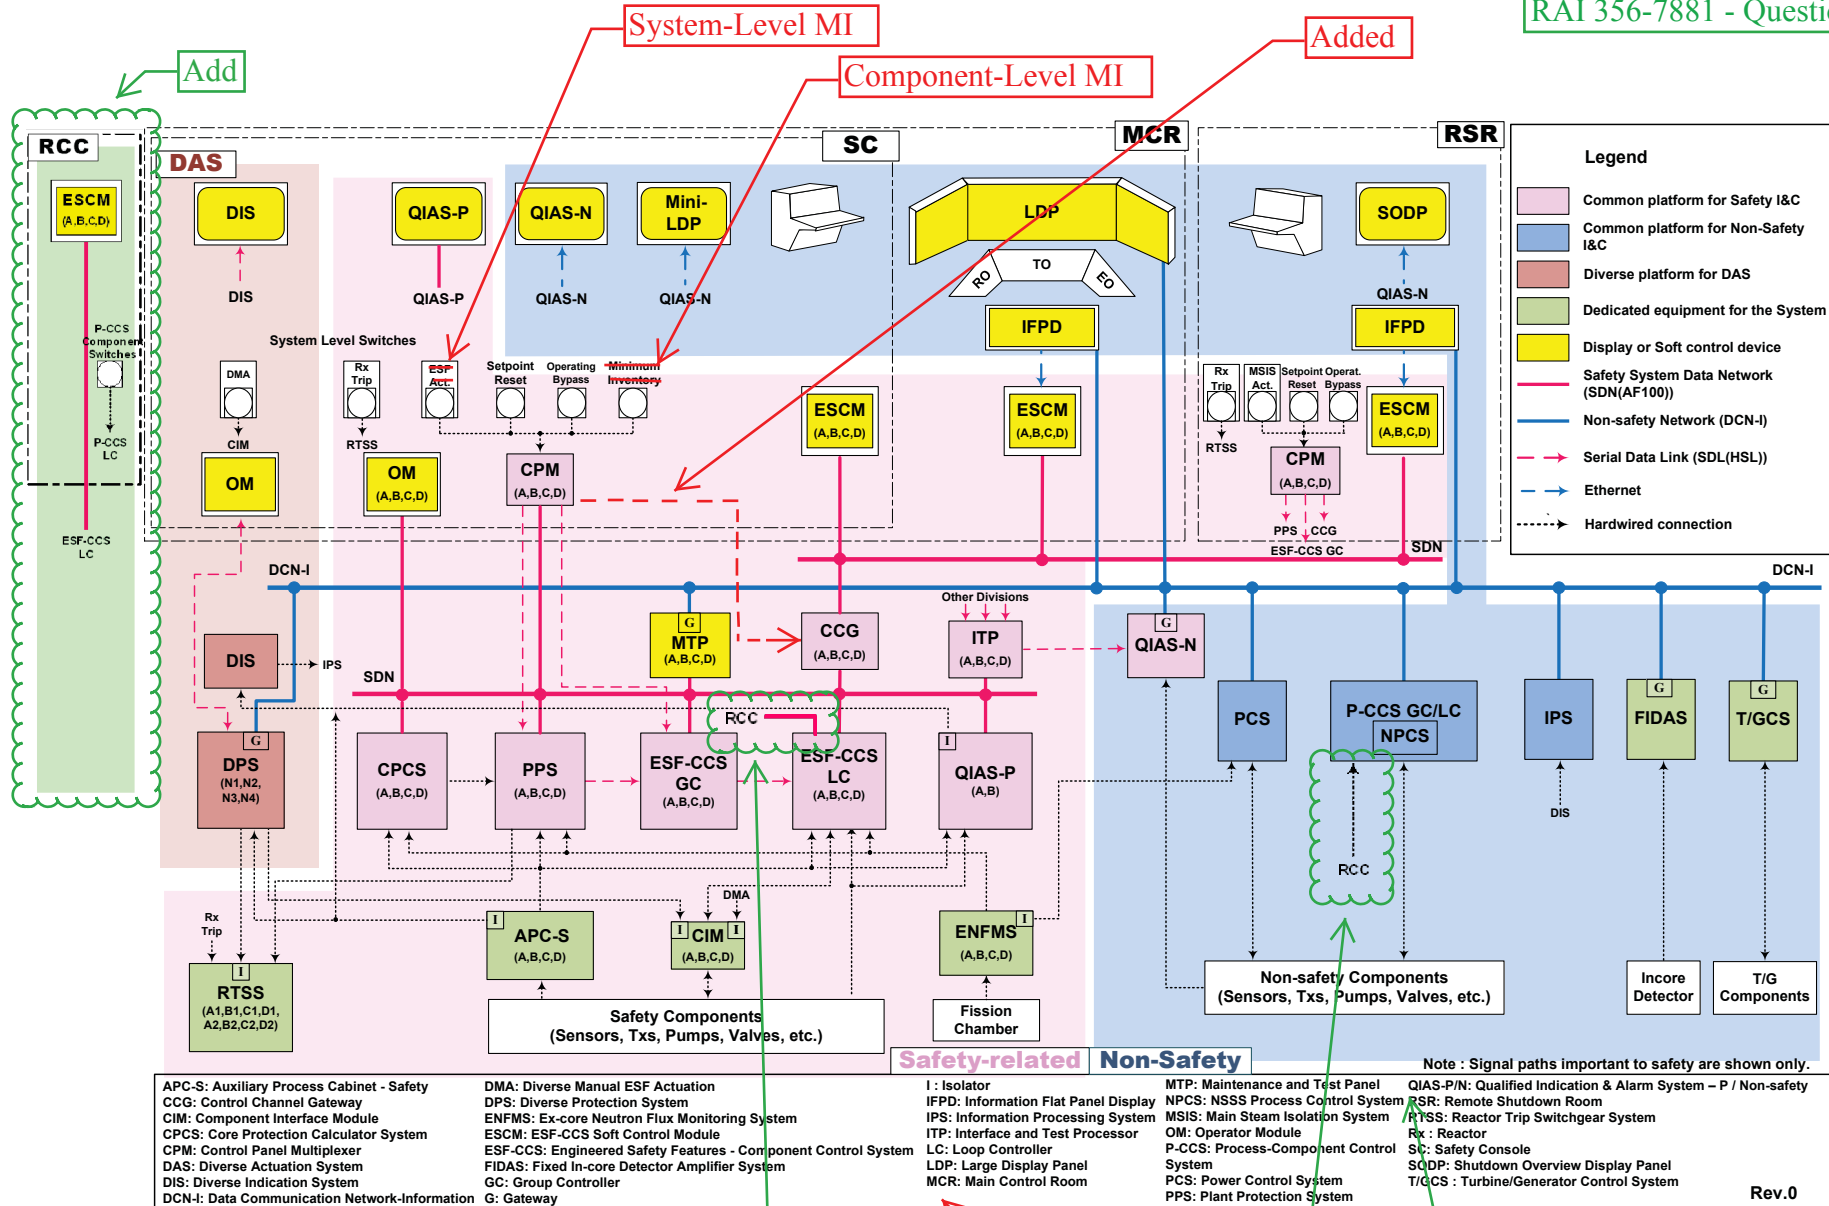 RAI 356-7881 - Questi
System-Level MI
Added
Add
Component-Level MI
RCC
DAS
SC
MCR
RSR
ESCM
(A,B,C,D)
DIS
QIAS-P
QIAS-N
Mini-
LDP
LDP
SODP
RO
TO
EO
DIS
QIAS-P
QIAS-N
QIAS-N
QIAS-N
IFPD
IFPD
P-CCS
Component
Switches
P-CCS
LC
ESF-CCS
LC
System Level Switches
DMA
CIM
OM
Rx
Trip
RTSS
ESF
Act.
Setpoint
Reset
Operating
Bypass
Minimum
Inventory
OM
(A,B,C,D)
CPM
(A,B,C,D)
ESCM
(A,B,C,D)
ESCM
(A,B,C,D)
Rx
Trip
MSIS
Act.
Setpoint
Reset
Operat.
Bypass
RTSS
ESCM
(A,B,C,D)
CPM
(A,B,C,D)
PPS
CCG
ESF-CCS GC
SDN
DCN-I
DCN-I
Other Divisions
G
MTP
(A,B,C,D)
CCG
(A,B,C,D)
ITP
(A,B,C,D)
G
QIAS-N
DIS
IPS
SDN
RCC
G
DPS
(N1,N2,
N3,N4)
CPCS
(A,B,C,D)
PPS
(A,B,C,D)
ESF-CCS
GC
(A,B,C,D)
ESF-CCS
LC
(A,B,C,D)
I
QIAS-P
(A,B)
PCS
P-CCS GC/LC
NPCS
IPS
G
FIDAS
G
T/GCS
DIS
RCC
DMA
Rx
Trip
I
RTSS
(A1,B1,C1,D1,
A2,B2,C2,D2)
I
APC-S
(A,B,C,D)
I
I
CIM
(A,B,C,D)
I
ENFMS
(A,B,C,D)
Safety Components
(Sensors, Txs, Pumps, Valves, etc.)
Fission
Chamber
Non-safety Components
(Sensors, Txs, Pumps, Valves, etc.)
Incore
Detector
T/G
Components
Safety-related
Non-Safety
Note : Signal paths important to safety are shown only.
Legend
Common platform for Safety I&C
Common platform for Non-Safety
I&C
Diverse platform for DAS
Dedicated equipment for the System
Display or Soft control device
Safety System Data Network
(SDN(AF100))
Non-safety Network (DCN-I)
Serial Data Link (SDL(HSL))
Ethernet
Hardwired connection
APC-S: Auxiliary Process Cabinet - Safety
CCG: Control Channel Gateway
CIM: Component Interface Module
CPCS: Core Protection Calculator System
CPM: Control Panel Multiplexer
DAS: Diverse Actuation System
DIS: Diverse Indication System
DCN-I: Data Communication Network-Information
DMA: Diverse Manual ESF Actuation
DPS: Diverse Protection System
ENFMS: Ex-core Neutron Flux Monitoring System
ESCM: ESF-CCS Soft Control Module
ESF-CCS: Engineered Safety Features - Component Control System
FIDAS: Fixed In-core Detector Amplifier System
GC: Group Controller
G: Gateway
I : Isolator
IFPD: Information Flat Panel Display
IPS: Information Processing System
ITP: Interface and Test Processor
LC: Loop Controller
LDP: Large Display Panel
MCR: Main Control Room
MTP: Maintenance and Test Panel
NPCS: NSSS Process Control System
MSIS: Main Steam Isolation System
OM: Operator Module
P-CCS: Process-Component Control
System
PCS: Power Control System
PPS: Plant Protection System
QIAS-P/N: Qualified Indication & Alarm System – P / Non-safety
RSR: Remote Shutdown Room
RTSS: Reactor Trip Switchgear System
Rx : Reactor
SC: Safety Console
SODP: Shutdown Overview Display Panel
T/GCS : Turbine/Generator Control System
Rev.0